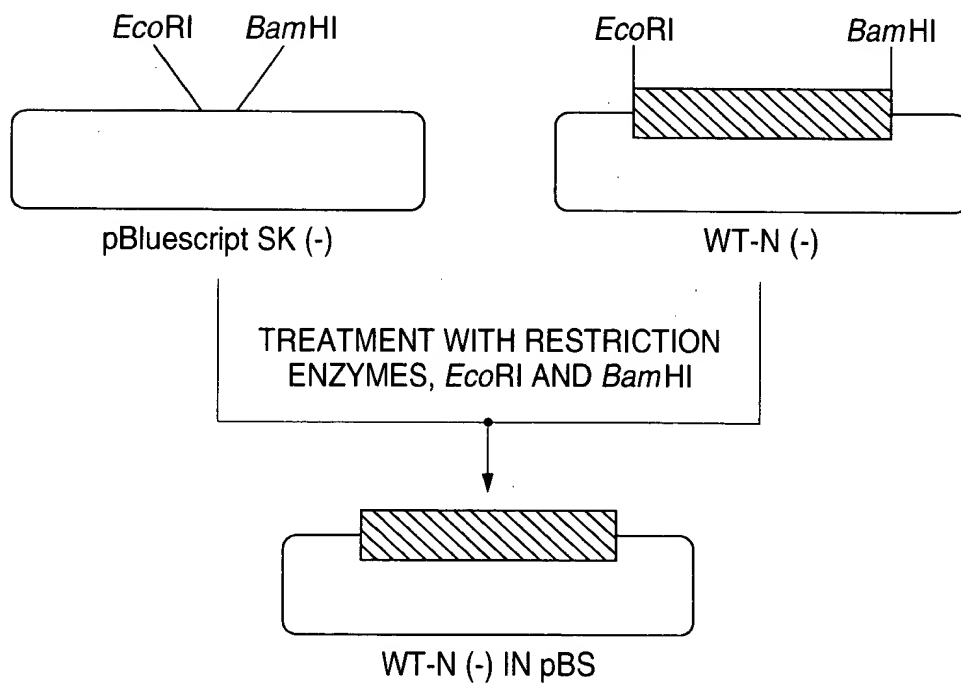 EcoRI BamHI
EcoRI BamHI
pBluescript SK (-)
WT-N (-)
TREATMENT WITH RESTRICTION
ENZYMES, EcoRI AND BamHI
WT-N (-) IN pBS